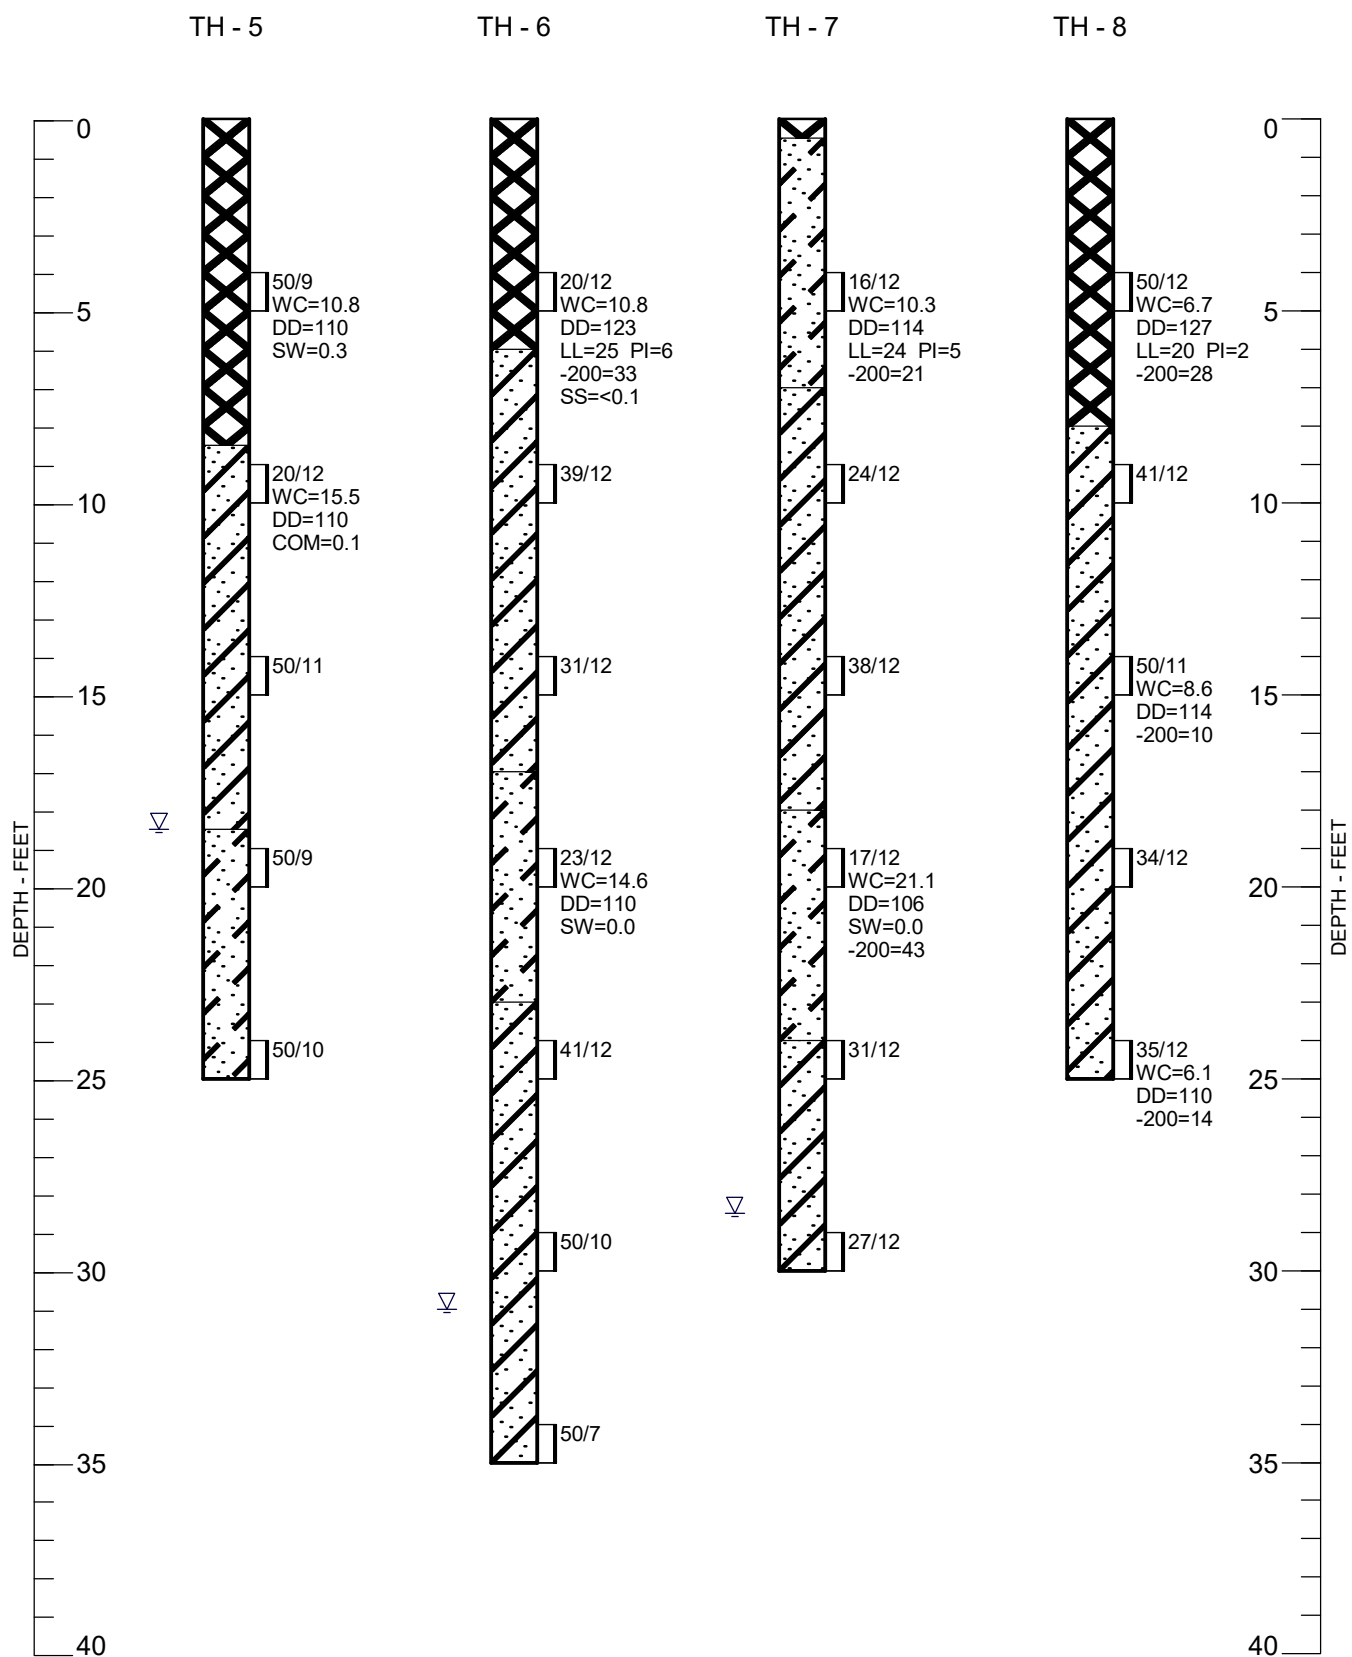 TH - 5
TH - 6
TH - 7
TH - 8
0
5
10
15
20
25
30
35
40
DEPTH - FEET
50/9
WC=10.8
DD=110
SW=0.3
20/12
WC=15.5
DD=110
COM=0.1
50/11
50/9
50/10
20/12
WC=10.8
DD=123
LL=25 PI=6
-200=33
SS=<0.1
39/12
31/12
23/12
WC=14.6
DD=110
SW=0.0
41/12
50/10
50/7
16/12
WC=10.3
DD=114
LL=24 PI=5
-200=21
24/12
38/12
17/12
WC=21.1
DD=106
SW=0.0
-200=43
31/12
27/12
50/12
WC=6.7
DD=127
LL=20 PI=2
-200=28
41/12
50/11
WC=8.6
DD=114
-200=10
34/12
35/12
WC=6.1
DD=110
-200=14
0
5
10
15
20
25
30
35
40
DEPTH - FEET